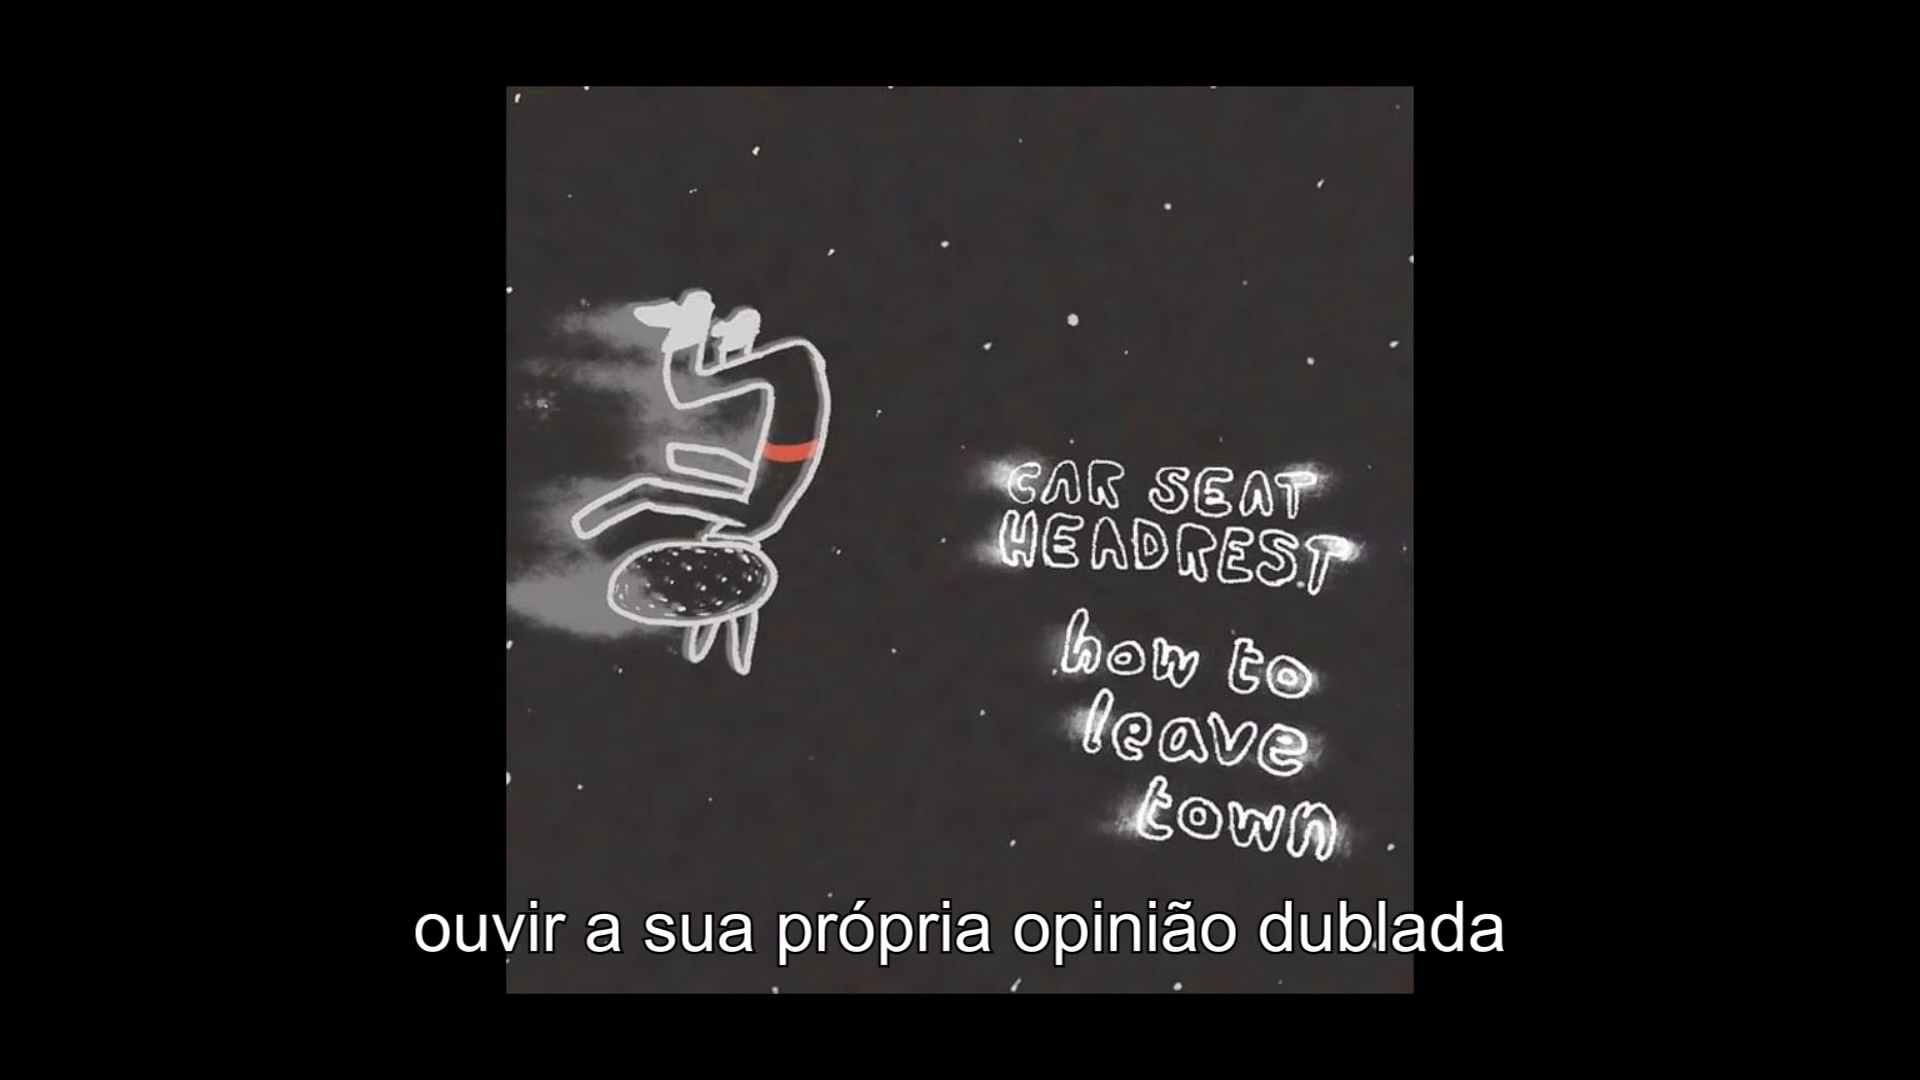 CAR SEAT
HEADREST
how to
leave
town
ouvir a sua própria opinião dublada